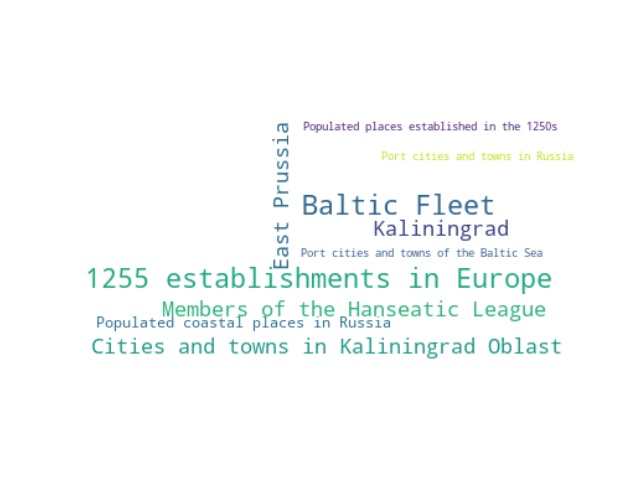 Populated places established in the 1250s
Port cities and towns in Russia
East Prussia
Baltic Fleet
Kaliningrad
Port cities and towns of the Baltic Sea
1255 establishments in Europe
Members of the Hanseatic League
Populated coastal places in Russia
Cities and towns in Kaliningrad Oblast